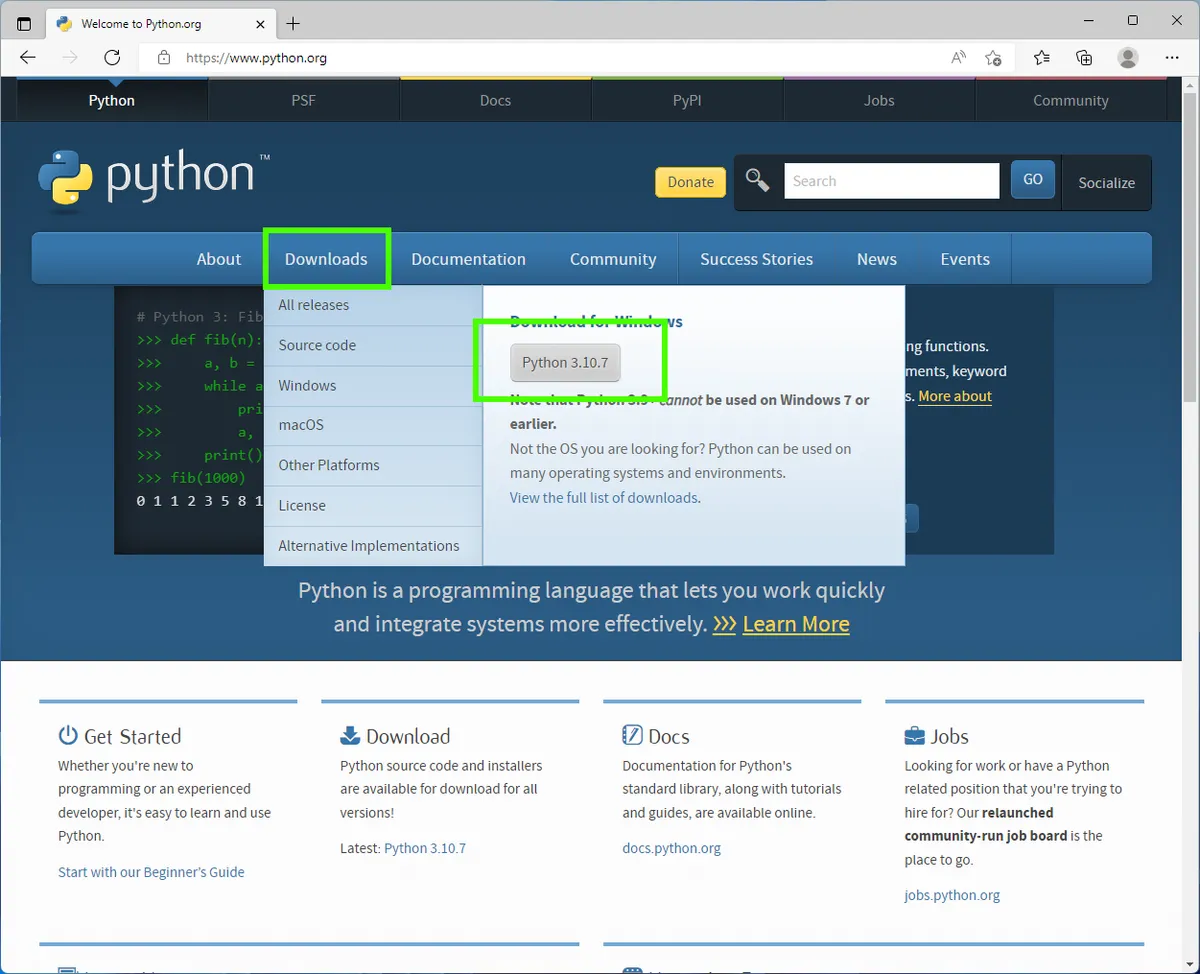 Welcome to Python.org
https://www.python.org
Python
PSF
Docs
PyPI
Jobs
Community
python™
Donate
Search
GO
Socialize
About
Downloads
Documentation
Community
Success Stories
News
Events
# Python 3: Fib
>>> def fib(n):
>>> a, b =
>>> while a
>>> pri
>>> a,
>>> print()
>>> fib(1000)
0 1 1 2 3 5 8 1
All releases
Source code
Windows
macOS
Other Platforms
License
Alternative Implementations
Download for Windows
Python 3.10.7
Note that Python 3.9+ cannot be used on Windows 7 or
earlier.
Not the OS you are looking for? Python can be used on
many operating systems and environments.
View the full list of downloads.
ng functions.
ments, keyword
s. More about
Python is a programming language that lets you work quickly
and integrate systems more effectively. >>> Learn More
Get Started
Whether you're new to
programming or an experienced
developer, it's easy to learn and use
Python.
Start with our Beginner's Guide
Download
Python source code and installers
are available for download for all
versions!
Latest: Python 3.10.7
Docs
Documentation for Python's
standard library, along with tutorials
and guides, are available online.
docs.python.org
Jobs
Looking for work or have a Python
related position that you're trying to
hire for? Our relaunched
community-run job board is the
place to go.
jobs.python.org